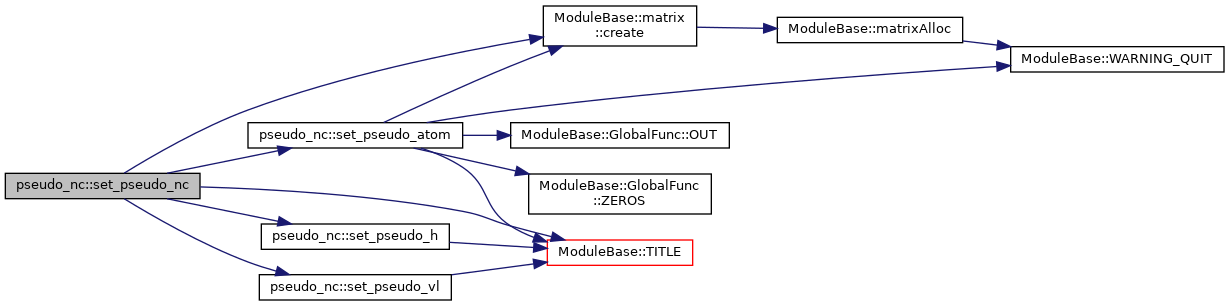 ModuleBase::matrix
::create
ModuleBase::matrixAlloc
ModuleBase::WARNING_QUIT
pseudo_nc::set_pseudo_atom
ModuleBase::GlobalFunc::OUT
pseudo_nc::set_pseudo_nc
ModuleBase::GlobalFunc
::ZEROS
pseudo_nc::set_pseudo_h
ModuleBase::TITLE
pseudo_nc::set_pseudo_vl